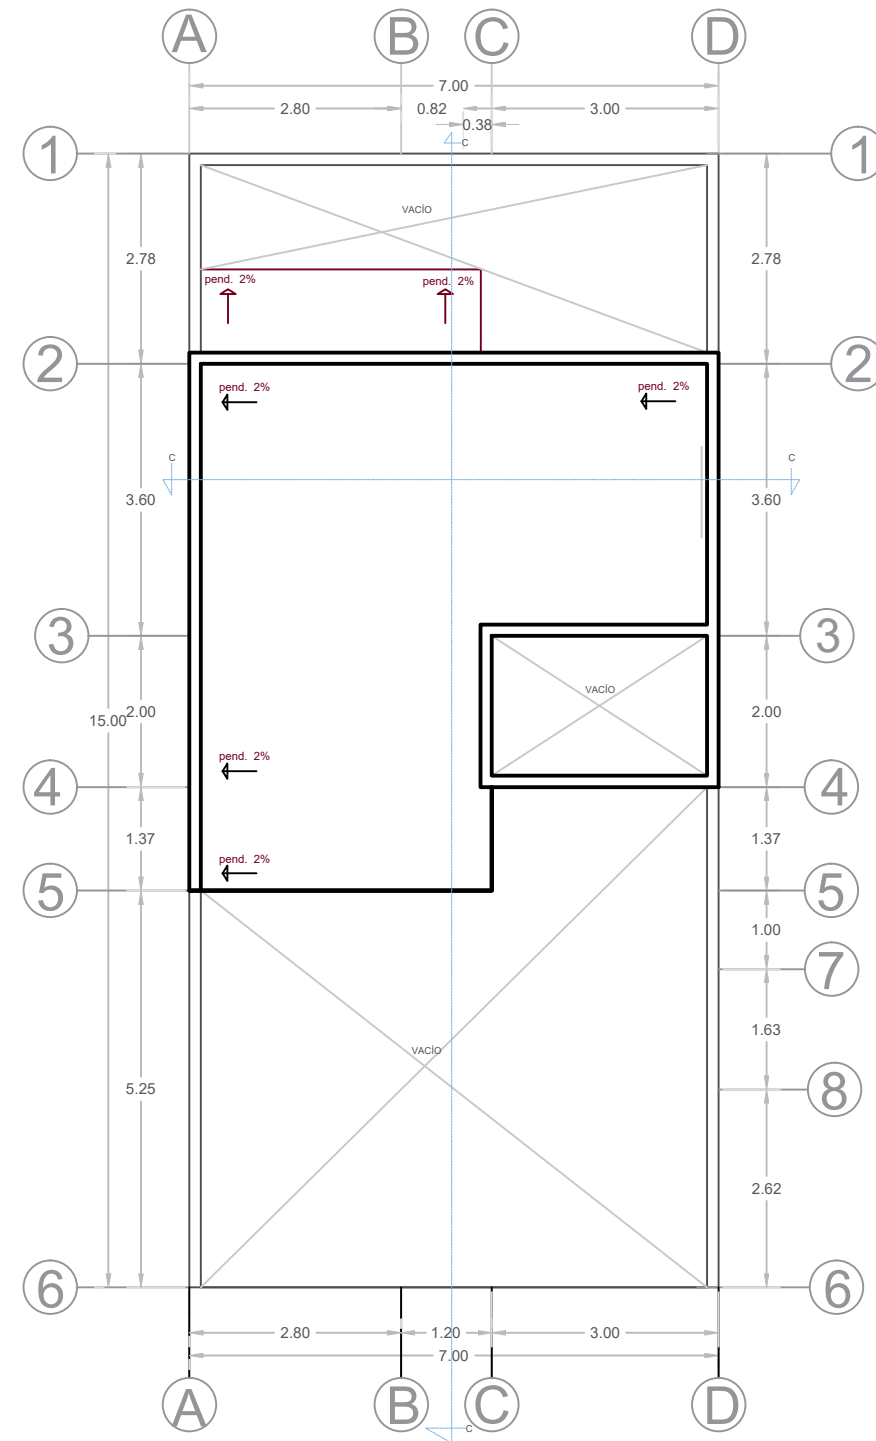 A B C D
7.00
2.80 0.82 3.00
0.38
C
1 1
VACÍO
2.78 2.78
pend. 2% pend. 2%
2 2
pend. 2% pend. 2%
C C
3.60 3.60
3 3
VACÍO
2.00 2.00
15.00
pend. 2%
4 4
1.37 1.37
pend. 2%
5 5
1.00
7
1.63
VACÍO
5.25 8
2.62
6 6
2.80 1.20 3.00
7.00
A B C D
C